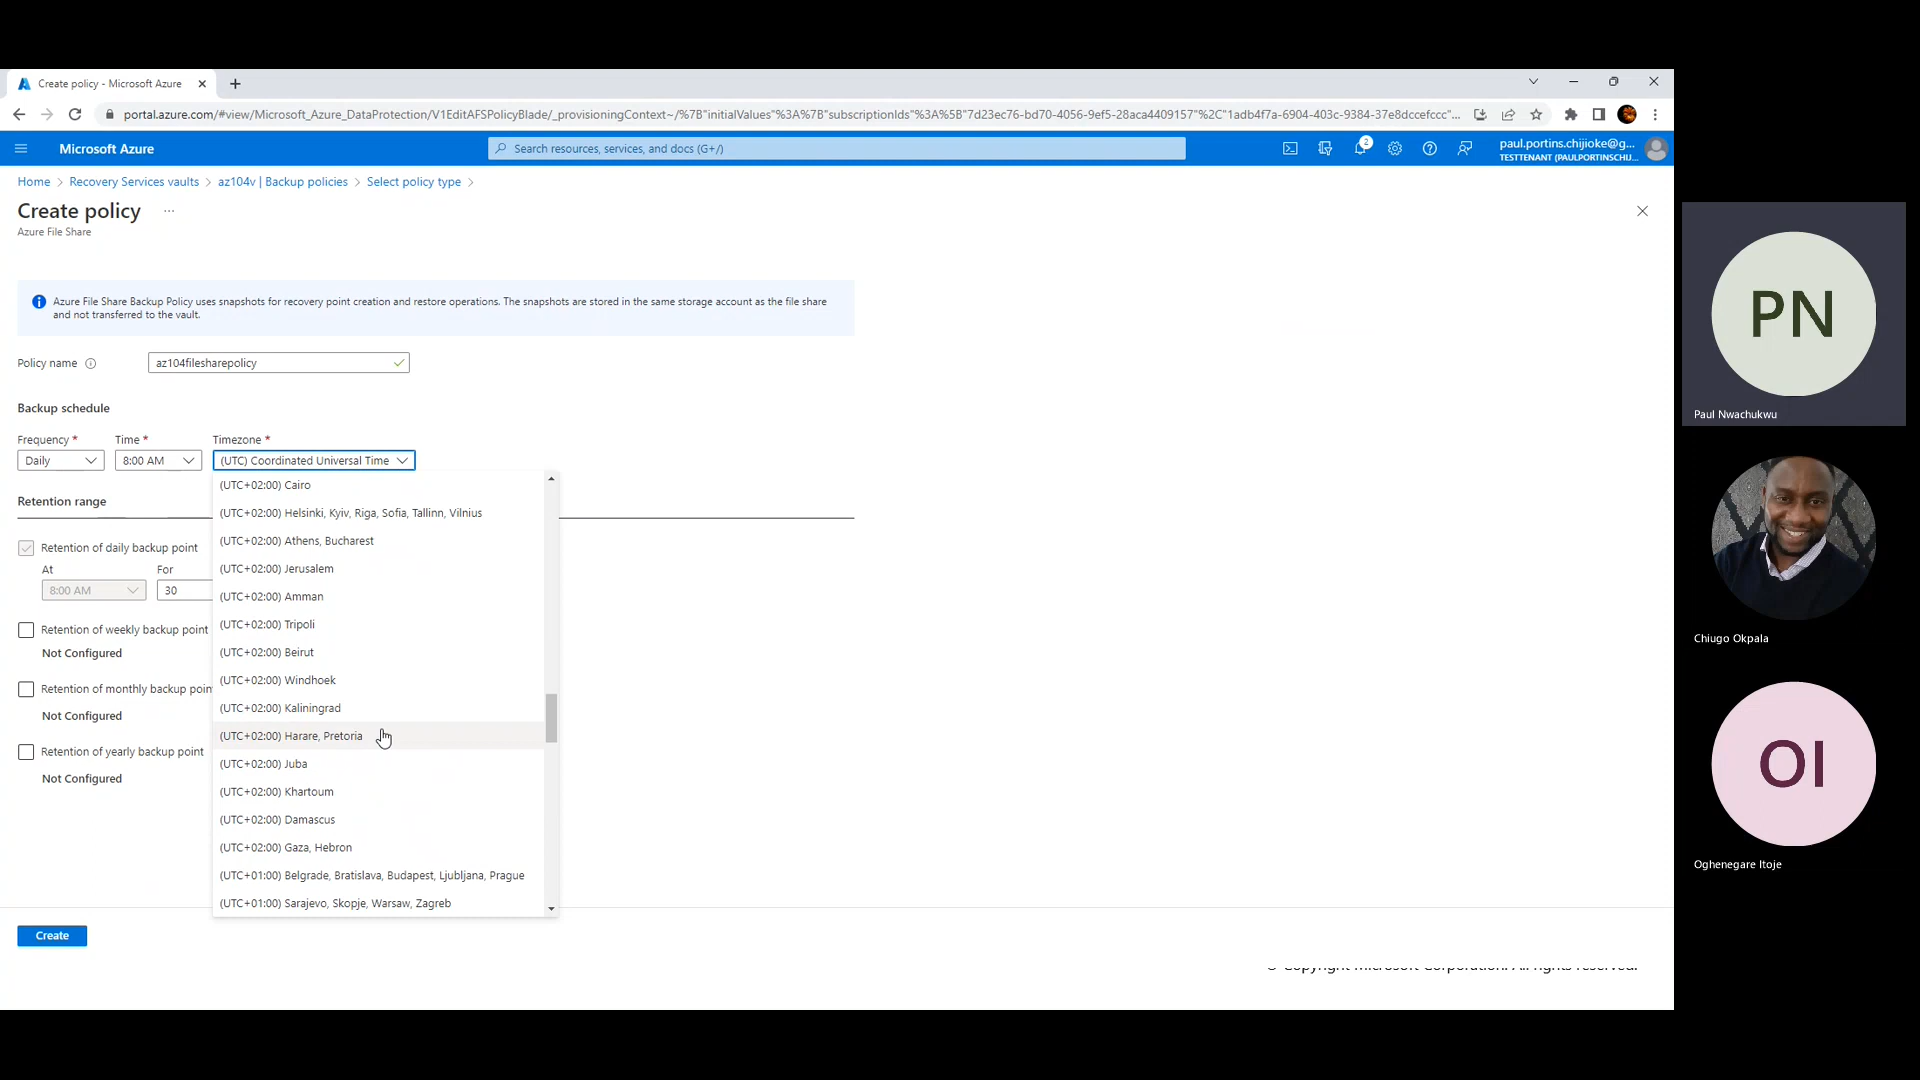 Create policy - Microsoft Azure
portal.azure.com/#view/Microsoft_Azure_DataProtection/V1EditAFSPolicyBlade/_provisioningContext~/%7B"initialValues"%3A%7B"subscriptionIds"%3A%5B"7d23ec76-bd70-4056-9ef5-28aca4409157"%2C"1adb4f7a-6904-403c-9384-37e8dccefccc"...
Microsoft Azure
Search resources, services, and docs (G+/)
2
paul.portins.chijioke@g...
TESTTENANT (PAULPORTINSCHIJ...
Home > Recovery Services vaults > az104v | Backup policies > Select policy type >
Create policy ...
Azure File Share
Azure File Share Backup Policy uses snapshots for recovery point creation and restore operations. The snapshots are stored in the same storage account as the file share
and not transferred to the vault.
Policy name
az104filesharepolicy
Backup schedule
Frequency * Time * Timezone *
Daily 8:00 AM (UTC) Coordinated Universal Time
(UTC+02:00) Cairo
Retention range
(UTC+02:00) Helsinki, Kyiv, Riga, Sofia, Tallinn, Vilnius
(UTC+02:00) Athens, Bucharest
Retention of daily backup point
At For
8:00 AM 30
(UTC+02:00) Jerusalem
(UTC+02:00) Amman
(UTC+02:00) Tripoli
Retention of weekly backup point
Not Configured
(UTC+02:00) Beirut
(UTC+02:00) Windhoek
Retention of monthly backup poin
Not Configured
(UTC+02:00) Kaliningrad
(UTC+02:00) Harare, Pretoria
Retention of yearly backup point
Not Configured
(UTC+02:00) Juba
(UTC+02:00) Khartoum
(UTC+02:00) Damascus
(UTC+02:00) Gaza, Hebron
(UTC+01:00) Belgrade, Bratislava, Budapest, Ljubljana, Prague
(UTC+01:00) Sarajevo, Skopje, Warsaw, Zagreb
Create
© Copyright Microsoft Corporation. All rights reserved.
PN
Paul Nwachukwu
Chiugo Okpala
OI
Oghenegare Itoje